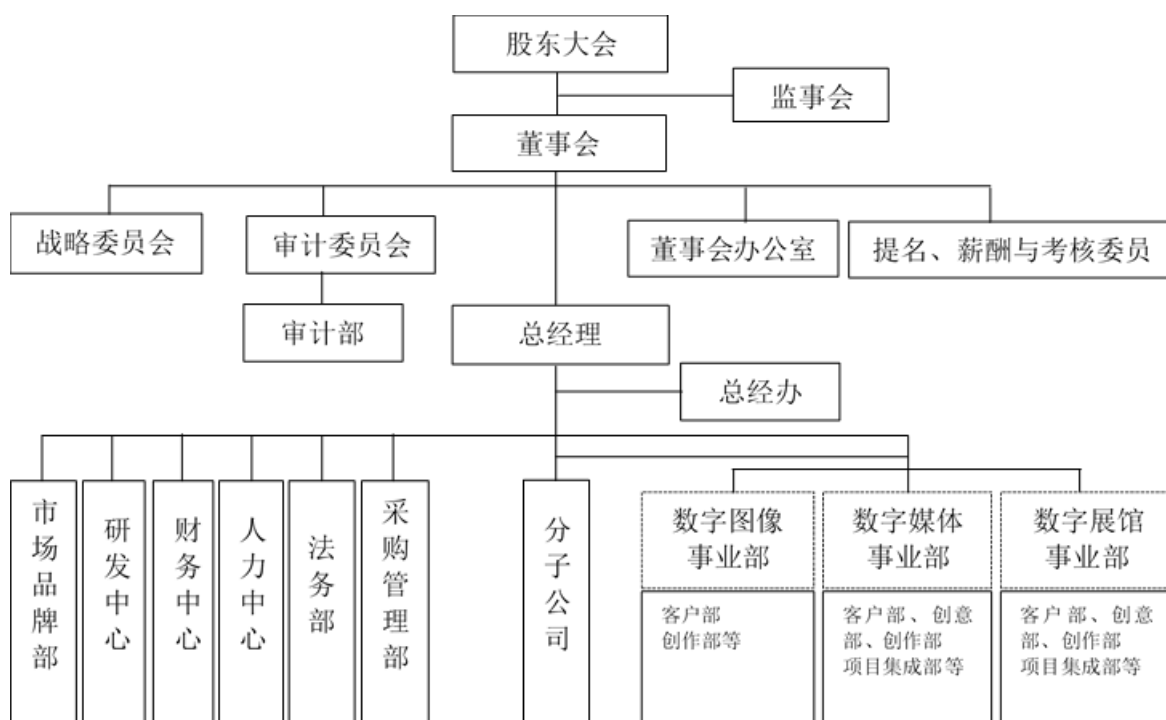 股东大会
监事会
董事会
战略委员会
审计委员会
董事会办公室
提名、薪酬与考核委员
审计部
总经理
总经办
市场品牌部
研发中心
财务中心
人力中心
法务部
采购管理部
分子公司
数字图像
事业部
客户部
创作部等
数字媒体
事业部
客户部、创意
部、创作部
项目集成部等
数字展馆
事业部
客户部、创意
部、创作部
项目集成部等